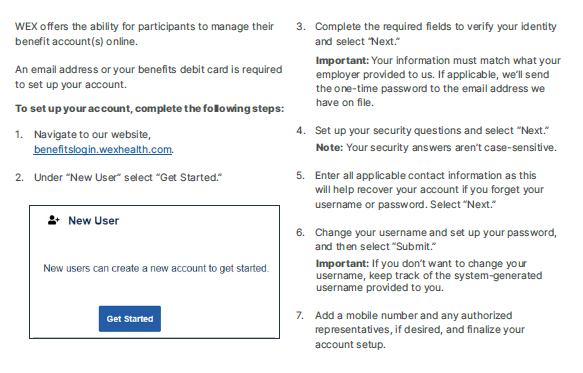 WEX offers the ability for participants to manage their
benefit account(s) online.
An email address or your benefits debit card is required
to set up your account.
To set up your account, complete the following steps:
1. Navigate to our website,
benefitslogin.wexhealth.com.
2. Under “New User” select “Get Started.”
New User
New users can create a new account to get started.
Get Started
3. Complete the required fields to verify your identity
and select “Next.”
Important: Your information must match what your
employer provided to us. If applicable, we’ll send
the one-time password to the email address we
have on file.
4. Set up your security questions and select “Next.”
Note: Your security answers aren’t case-sensitive.
5. Enter all applicable contact information as this
will help recover your account if you forget your
username or password. Select “Next.”
6. Change your username and set up your password,
and then select “Submit.”
Important: If you don’t want to change your
username, keep track of the system-generated
username provided to you.
7. Add a mobile number and any authorized
representatives, if desired, and finalize your
account setup.